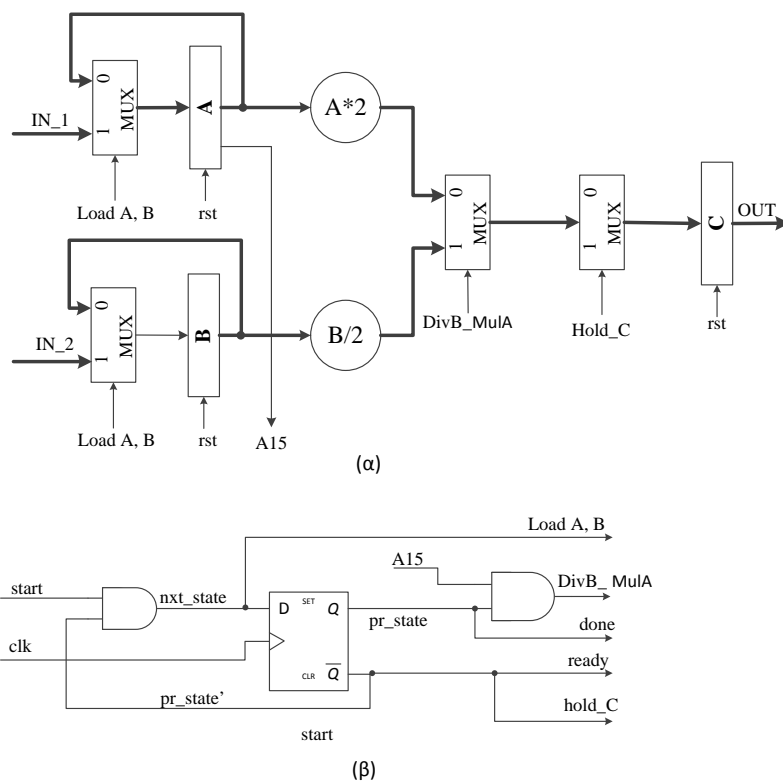 0
1
MUX
A
A*2
IN_1
Load A, B
rst
0
1
MUX
DivB_MulA
0
1
MUX
Hold_C
C
OUT
rst
0
1
MUX
B
B/2
IN_2
Load A, B
rst
A15
(α)
Load A, B
A15
DivB_ MulA
start
nxt_state
D
SET
Q
pr_state
done
clk
CLR
Q
ready
pr_state’
hold_C
start
(β)